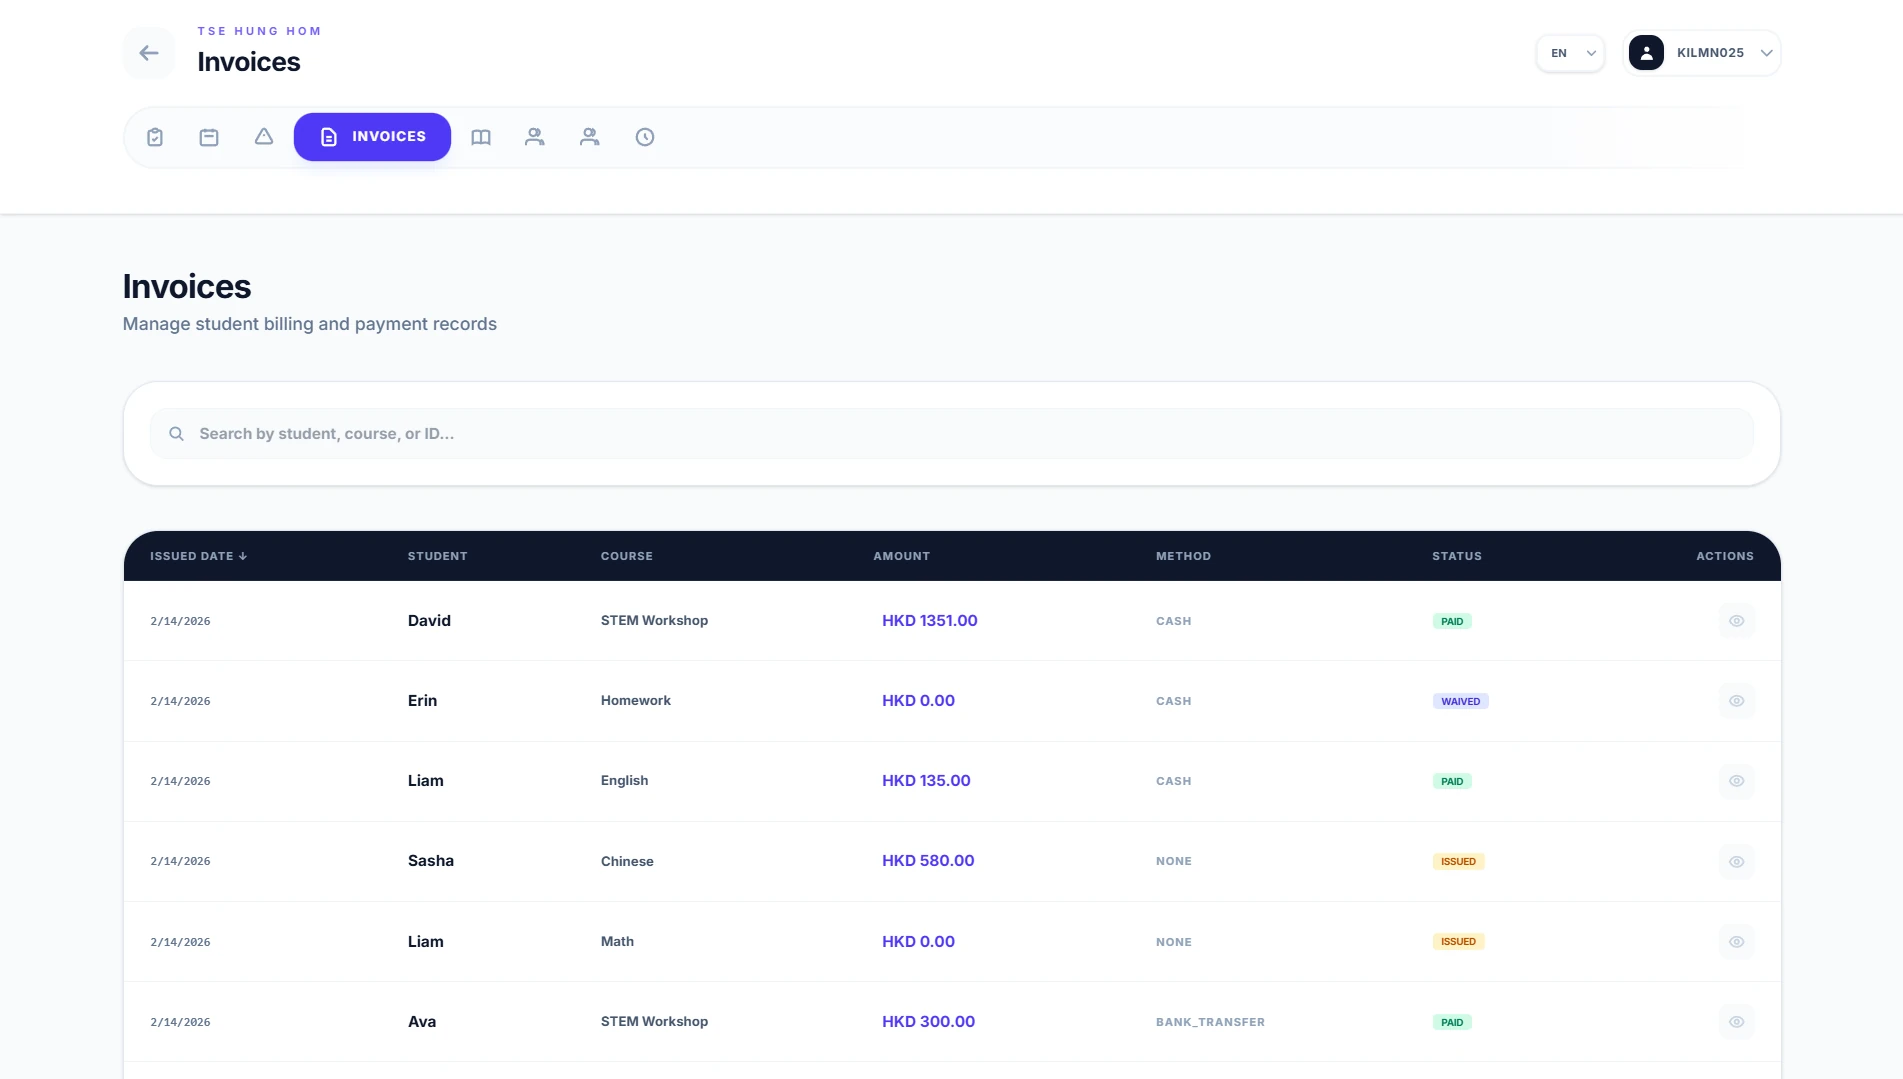 TSE HUNG HOM
Invoices
EN
KILMN025
INVOICES
Invoices
Manage student billing and payment records
Search by student, course, or ID...
ISSUED DATE ↓ STUDENT COURSE AMOUNT METHOD STATUS ACTIONS
2/14/2026 David STEM Workshop HKD 1351.00 CASH PAID
2/14/2026 Erin Homework HKD 0.00 CASH WAIVED
2/14/2026 Liam English HKD 135.00 CASH PAID
2/14/2026 Sasha Chinese HKD 580.00 NONE ISSUED
2/14/2026 Liam Math HKD 0.00 NONE ISSUED
2/14/2026 Ava STEM Workshop HKD 300.00 BANK_TRANSFER PAID